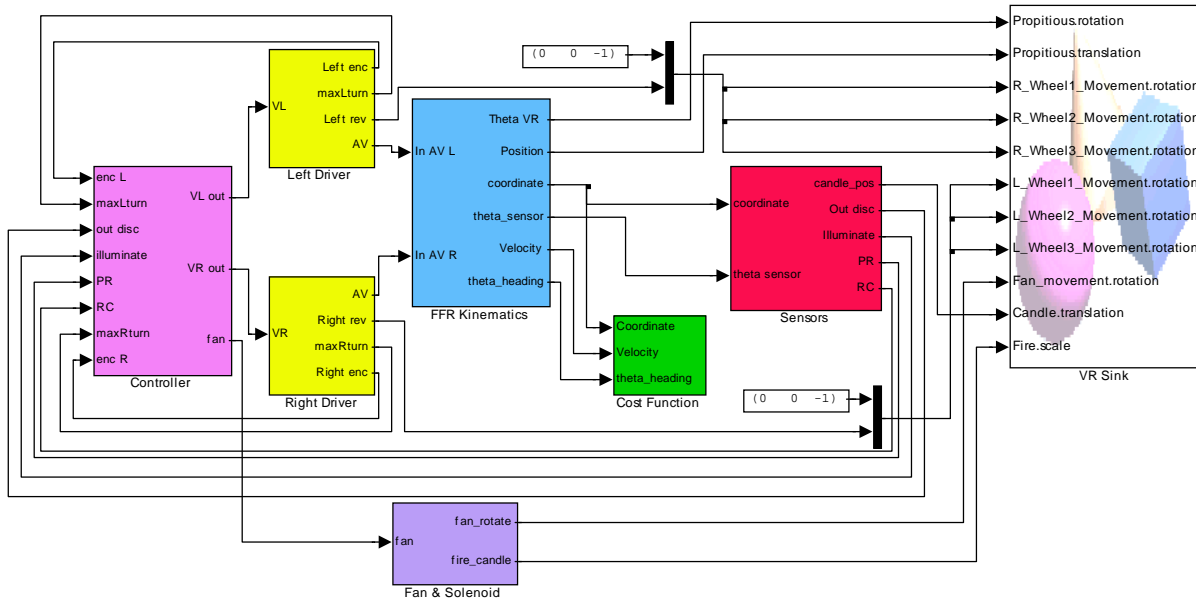 enc L
maxLturn
out disc
illuminate
PR
RC
maxRturn
enc R
VL out
VR out
fan
Controller
VL
Left enc
maxLturn
Left rev
AV
Left Driver
VR
AV
Right rev
maxRturn
Right enc
Right Driver
In AV L
In AV R
Theta VR
Position
coordinate
theta_sensor
Velocity
theta_heading
FFR Kinematics
(0 0 -1)
Coordinate
Velocity
theta_heading
Cost Function
coordinate
theta sensor
candle_pos
Out disc
Illuminate
PR
RC
Sensors
(0 0 -1)
fan
fan_rotate
fire_candle
Fan & Solenoid
Propitious.rotation
Propitious.translation
R_Wheel1_Movement.rotation
R_Wheel2_Movement.rotation
R_Wheel3_Movement.rotation
L_Wheel1_Movement.rotation
L_Wheel2_Movement.rotation
L_Wheel3_Movement.rotation
Fan_movement.rotation
Candle.translation
Fire.scale
VR Sink